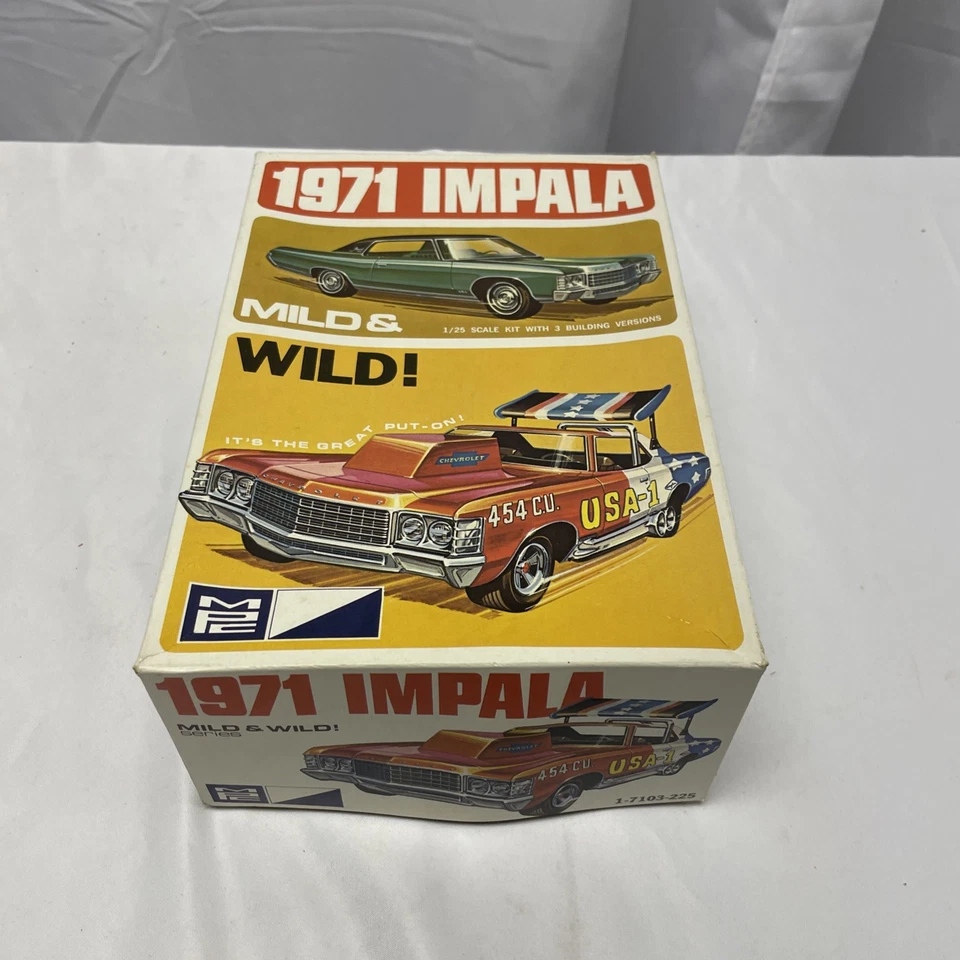 1971 IMPALA
MILD &
1/25 SCALE KIT WITH 3 BUILDING VERSIONS
WILD!
IT'S THE GREAT PUT-ON!
CHEVROLET
CHEVROLET
454 C.U.
USA-1
MPC
1971 IMPALA
MILD & WILD!
series
CHEVROLET
454 C.U
USA-1
MPC
1-7103-225